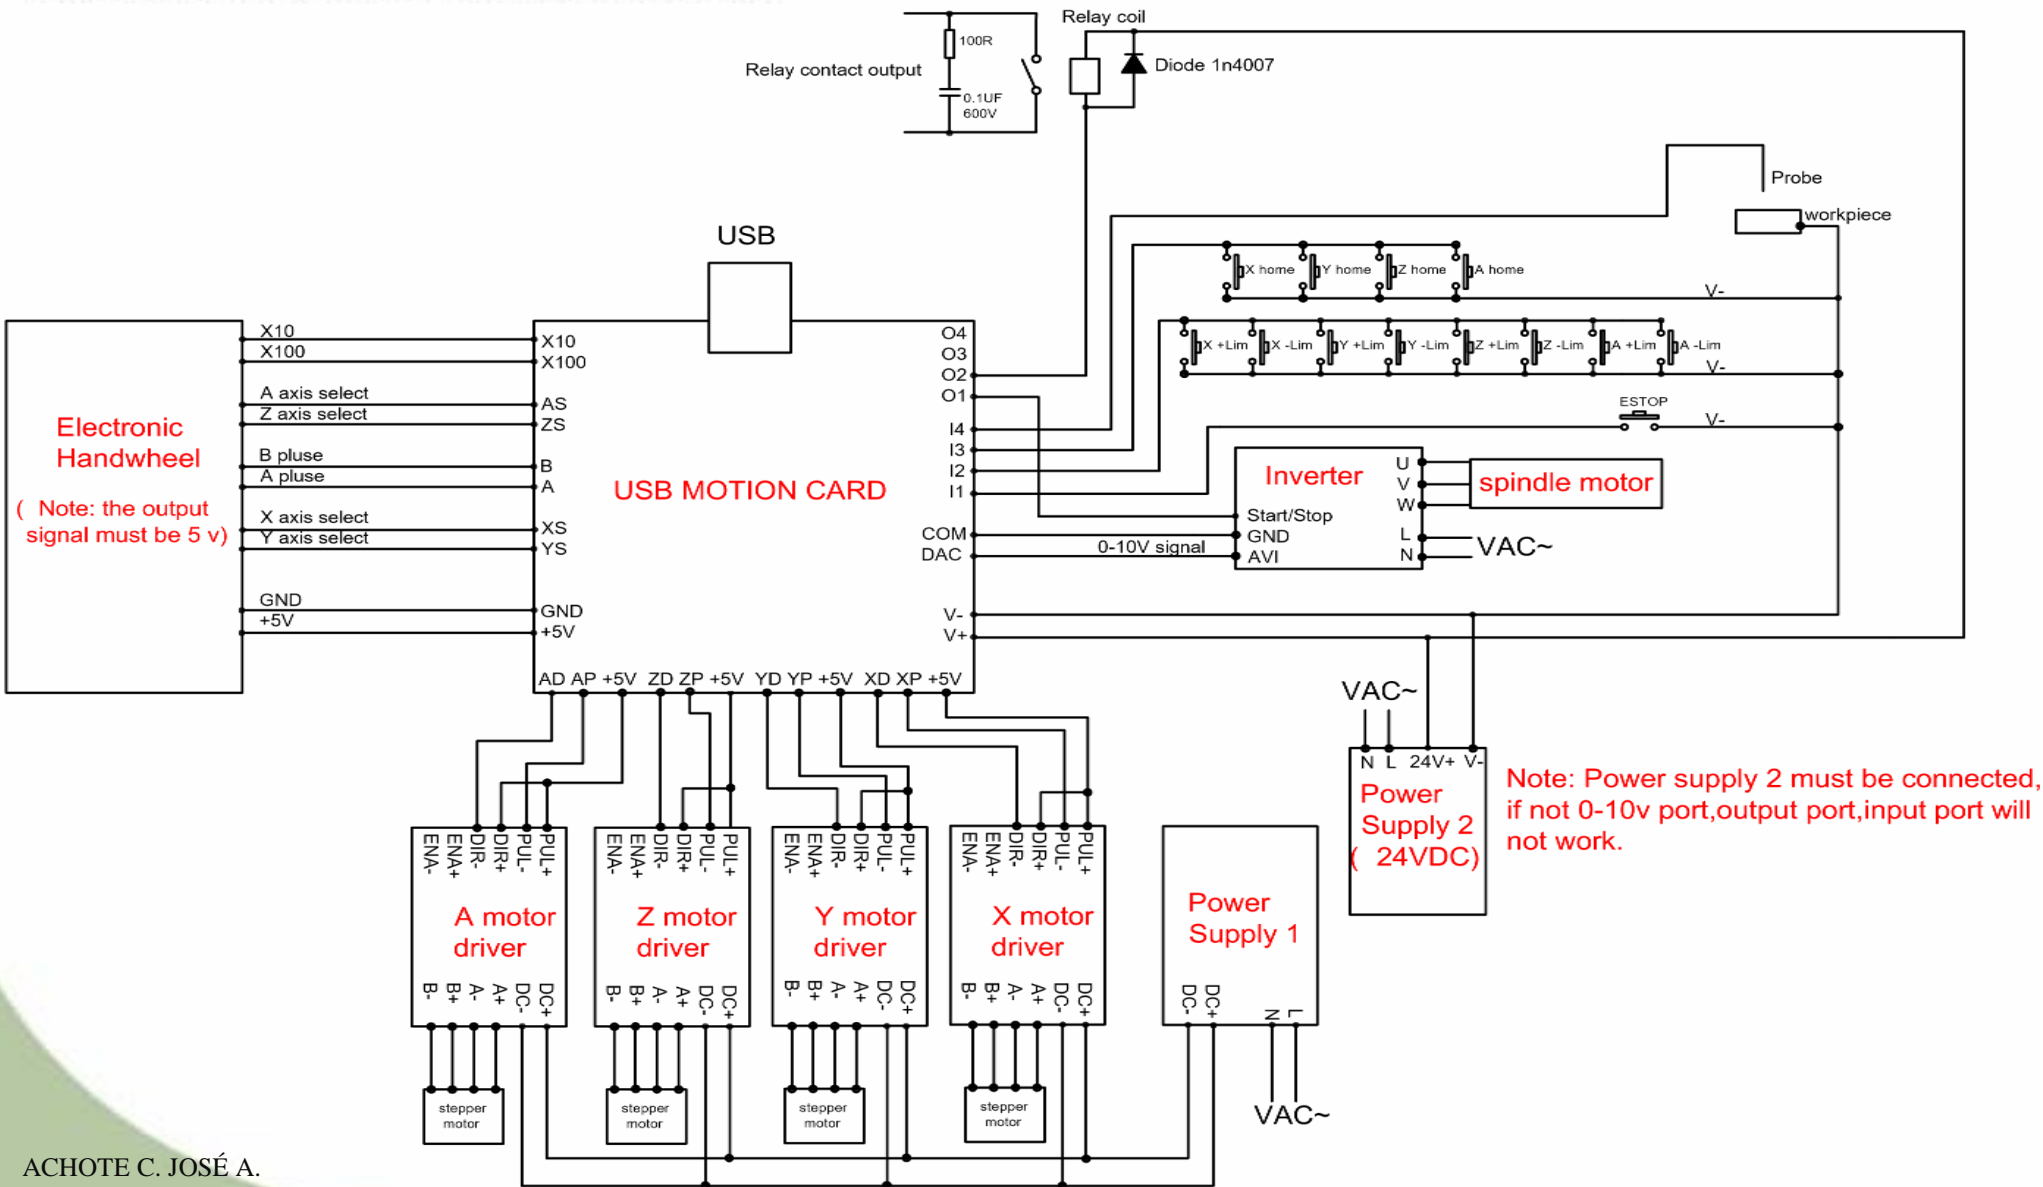 Relay coil
100R
Diode 1n4007
Relay contact output
0.1UF
600V
Probe
workpiece
USB
X home
Y home
Z home
A home
V-
X +Lim
X -Lim
Y +Lim
Y -Lim
Z +Lim
Z -Lim
A +Lim
A -Lim
V-
ESTOP
V-
Electronic
Handwheel
( Note: the output
signal must be 5 v)
X10
X100
A axis select
Z axis select
B pluse
A pluse
X axis select
Y axis select
GND
+5V
USB MOTION CARD
X10
X100
AS
ZS
B
A
XS
YS
GND
+5V
O4
O3
O2
O1
I4
I3
I2
I1
COM
DAC
V-
V+
0-10V signal
Inverter
Start/Stop
GND
AVI
U
V
W
L
N
spindle motor
VAC~
AD AP +5V ZD ZP +5V YD YP +5V XD XP +5V
VAC~
N L 24V+ V-
Power
Supply 2
( 24VDC)
Note: Power supply 2 must be connected,
if not 0-10v port,output port,input port will
not work.
ENA- ENA+ DIR- DIR+ PUL- PUL+
A motor
driver
B- B+ A- A+ DC- DC+
stepper
motor
ENA- ENA+ DIR- DIR+ PUL- PUL+
Z motor
driver
B- B+ A- A+ DC- DC+
stepper
motor
ENA- ENA+ DIR- DIR+ PUL- PUL+
Y motor
driver
B- B+ A- A+ DC- DC+
stepper
motor
ENA- ENA+ DIR- DIR+ PUL- PUL+
X motor
driver
B- B+ A- A+ DC- DC+
stepper
motor
Power
Supply 1
DC- DC+ N L
VAC~
ACHOTE C. JOSÉ A.